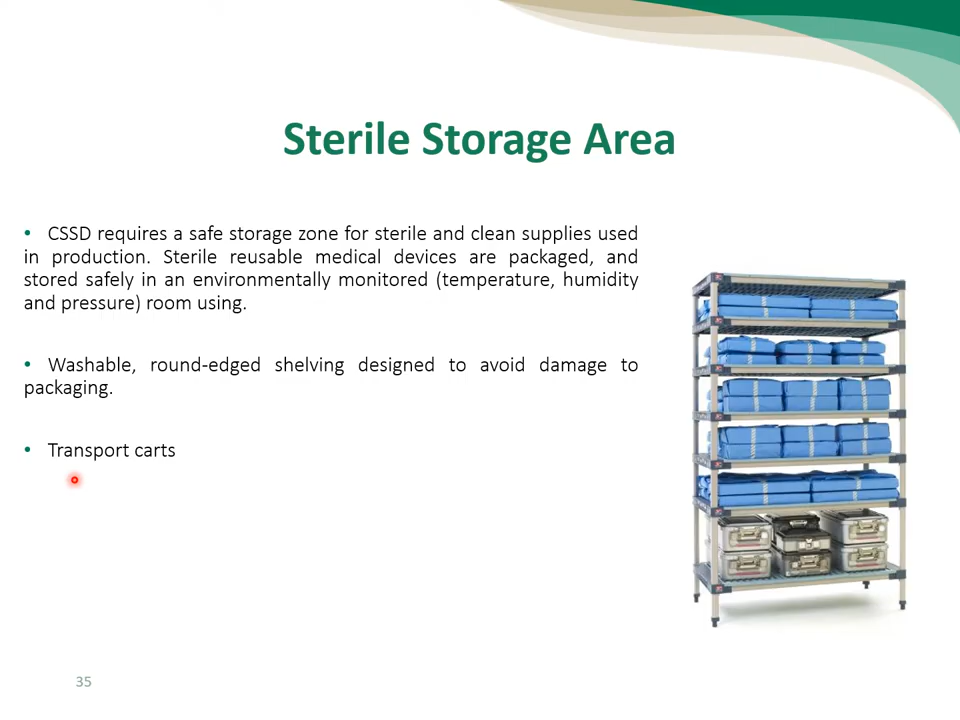 Sterile Storage Area
• CSSD requires a safe storage zone for sterile and clean supplies used
in production. Sterile reusable medical devices are packaged, and
stored safely in an environmentally monitored (temperature, humidity
and pressure) room using.
• Washable, round-edged shelving designed to avoid damage to
packaging.
• Transport carts
35